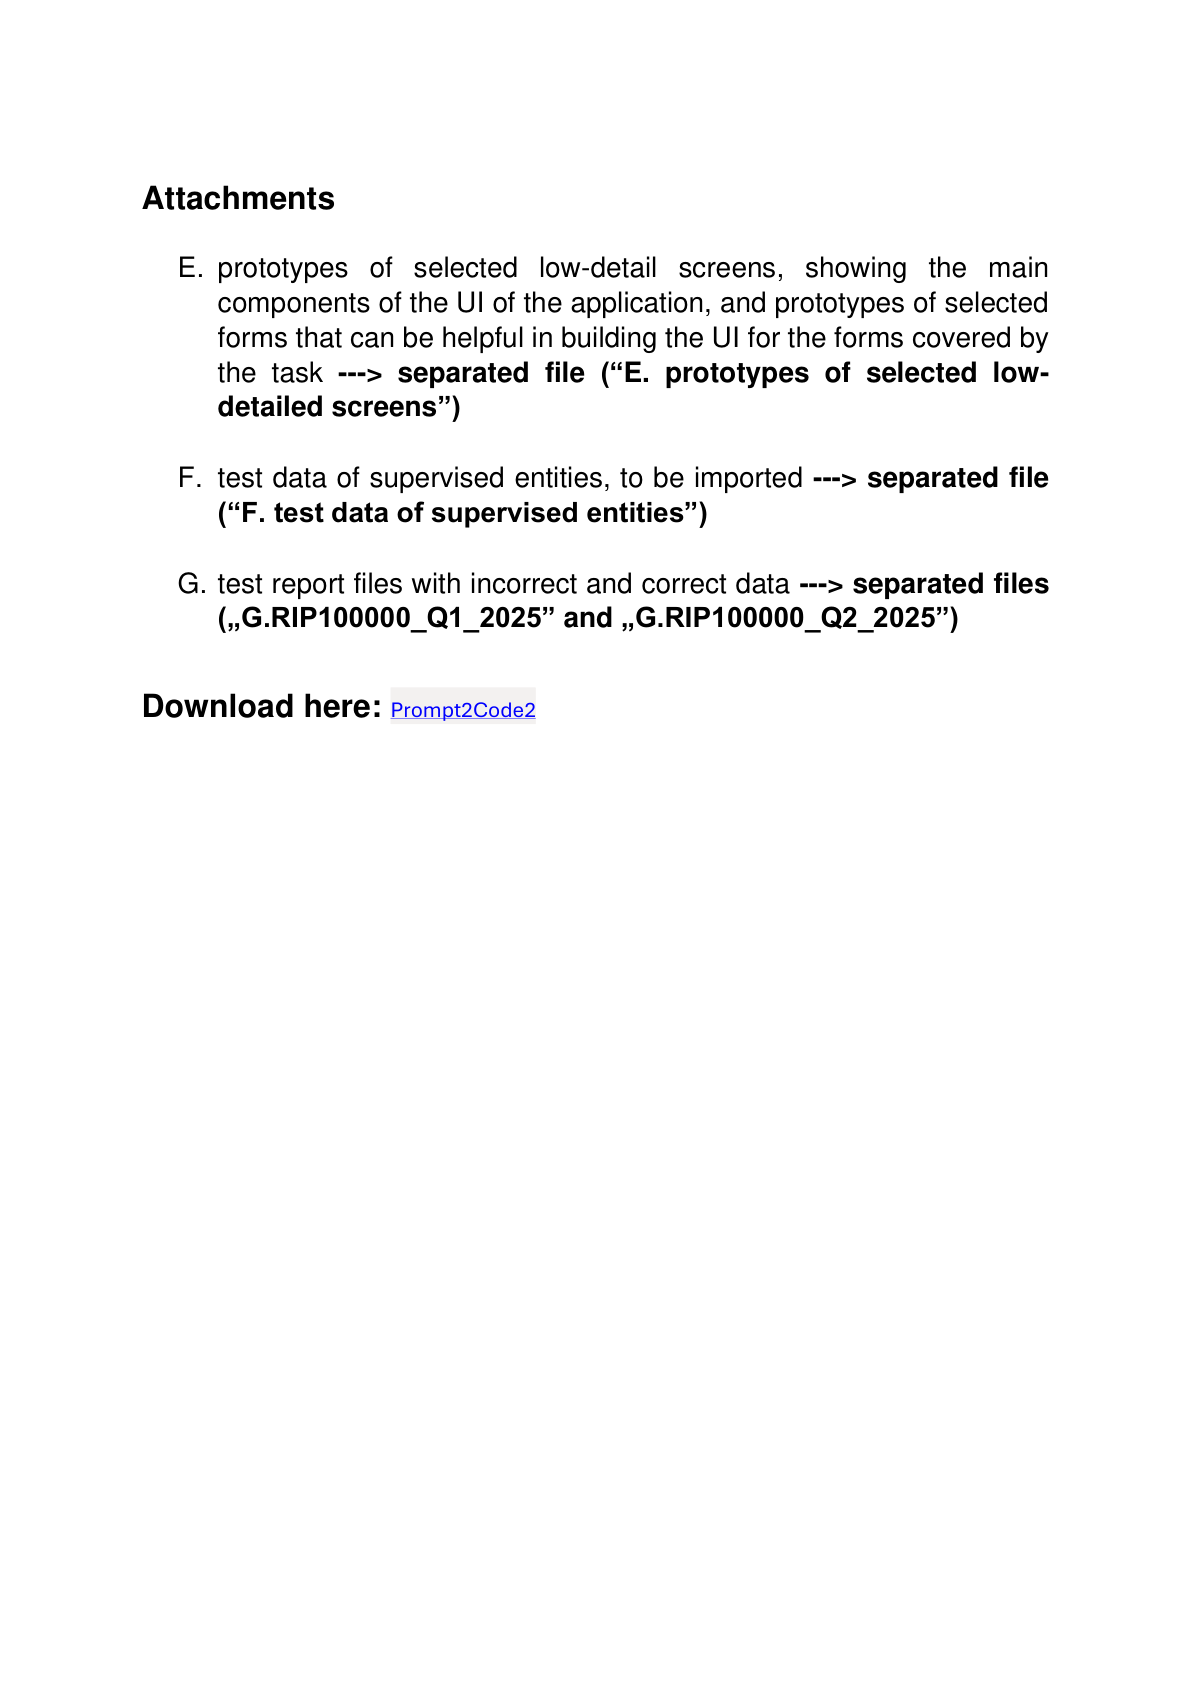 Attachments
E. prototypes of selected low-detail screens, showing the main
components of the UI of the application, and prototypes of selected
forms that can be helpful in building the UI for the forms covered by
the task ---> separated file (“E. prototypes of selected low-
detailed screens”)
F. test data of supervised entities, to be imported ---> separated file
(“F. test data of supervised entities”)
G. test report files with incorrect and correct data ---> separated files
(„G.RIP100000_Q1_2025” and „G.RIP100000_Q2_2025”)
Download here: Prompt2Code2